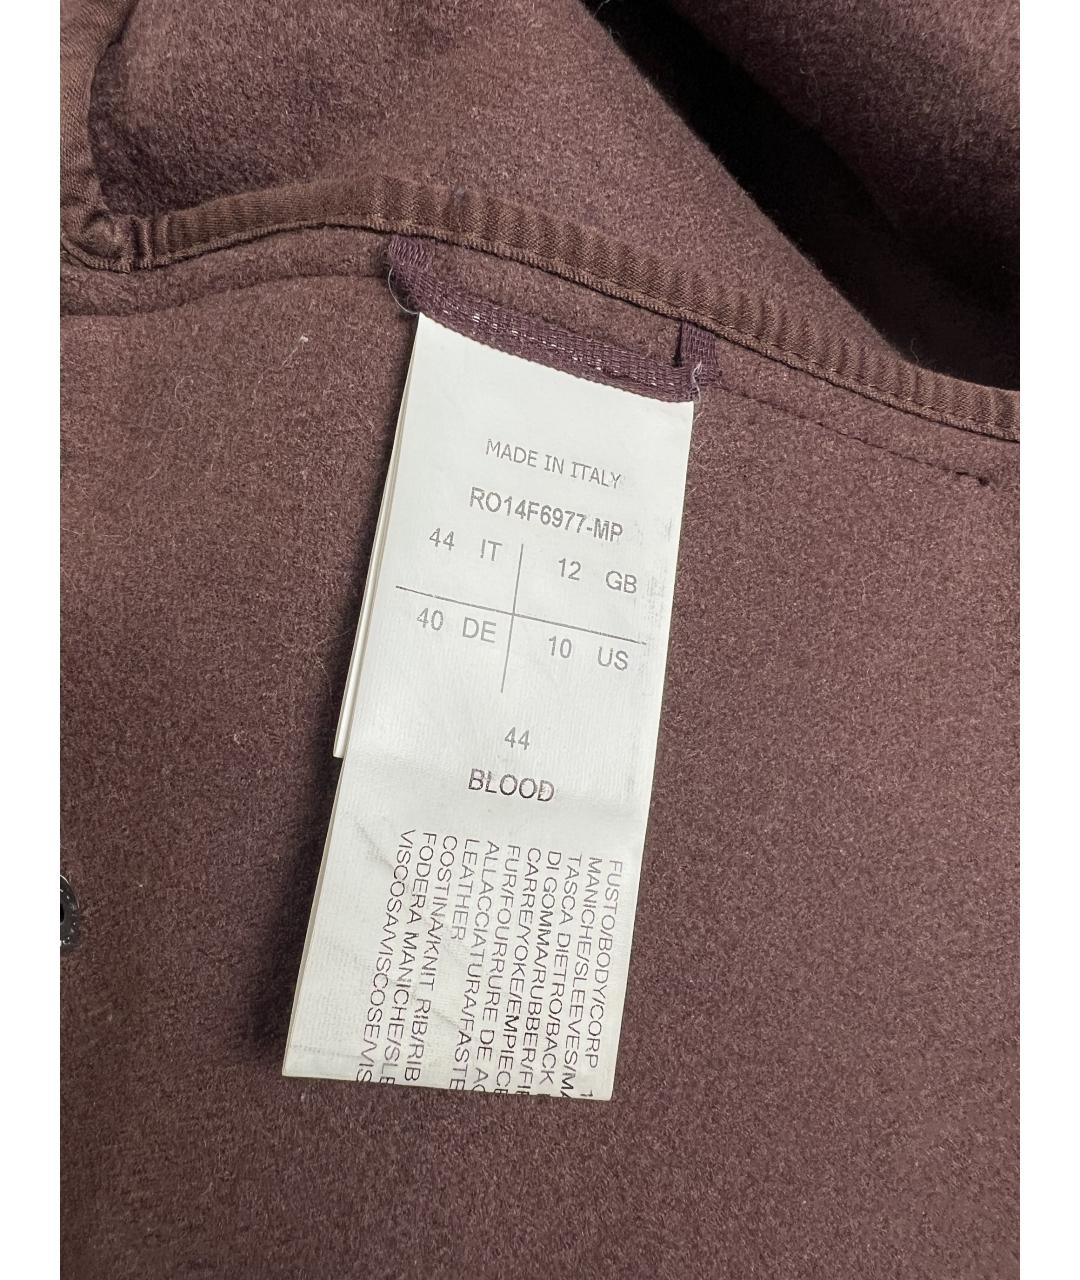 MADE IN ITALY
RO14F6977-MP
44 IT 12 GB
40 DE 10 US
44
BLOOD
FUSTO/BODY/CORP
MANICHE/SLEEVES/MA
TASCA DIETRO/BACK
DI GOMMA/RUBBER/FI
CARRE/YOKE/EMPIECE
FUR/FOURRURE DE AG
ALLACCIATURA/FASTE
LEATHER
COSTINA/KNIT RIB/RIB
FODERA MANICHE/SLE
VISCOSA/VISCOSE/VIS